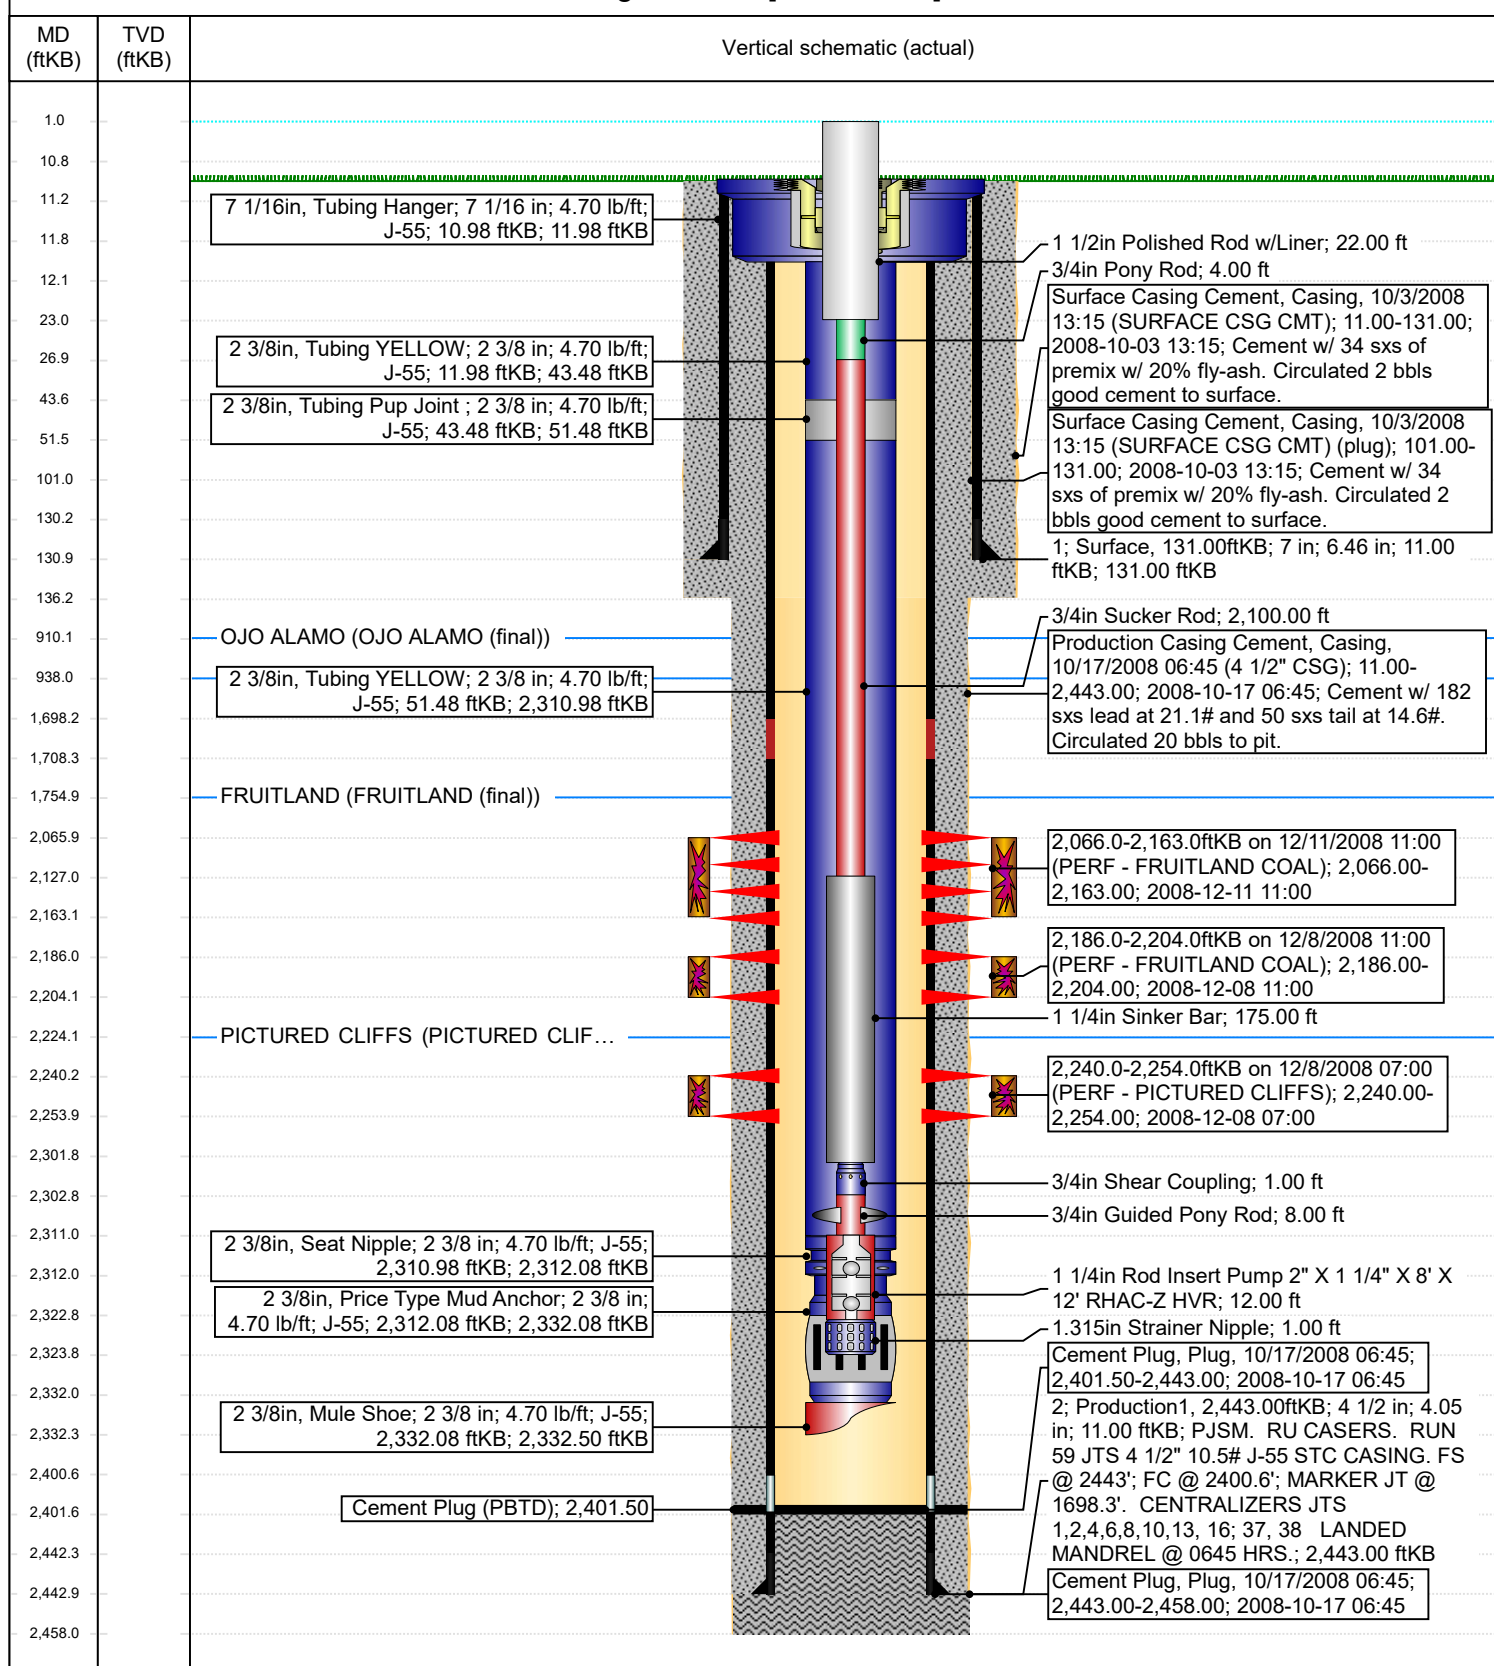 MD
(ftKB)
TVD
(ftKB)
Vertical schematic (actual)
1.0
10.8
11.2
11.8
12.1
23.0
26.9
43.6
51.5
101.0
130.2
130.9
136.2
910.1
938.0
1,698.2
1,708.3
1,754.9
2,065.9
2,127.0
2,163.1
2,186.0
2,204.1
2,224.1
2,240.2
2,253.9
2,301.8
2,302.8
2,311.0
2,312.0
2,322.8
2,323.8
2,332.0
2,332.3
2,400.6
2,401.6
2,442.3
2,442.9
2,458.0
7 1/16in, Tubing Hanger; 7 1/16 in; 4.70 lb/ft;
J-55; 10.98 ftKB; 11.98 ftKB
2 3/8in, Tubing YELLOW; 2 3/8 in; 4.70 lb/ft;
J-55; 11.98 ftKB; 43.48 ftKB
2 3/8in, Tubing Pup Joint ; 2 3/8 in; 4.70 lb/ft;
J-55; 43.48 ftKB; 51.48 ftKB
OJO ALAMO (OJO ALAMO (final))
2 3/8in, Tubing YELLOW; 2 3/8 in; 4.70 lb/ft;
J-55; 51.48 ftKB; 2,310.98 ftKB
FRUITLAND (FRUITLAND (final))
PICTURED CLIFFS (PICTURED CLIF...
2 3/8in, Seat Nipple; 2 3/8 in; 4.70 lb/ft; J-55;
2,310.98 ftKB; 2,312.08 ftKB
2 3/8in, Price Type Mud Anchor; 2 3/8 in;
4.70 lb/ft; J-55; 2,312.08 ftKB; 2,332.08 ftKB
2 3/8in, Mule Shoe; 2 3/8 in; 4.70 lb/ft; J-55;
2,332.08 ftKB; 2,332.50 ftKB
Cement Plug (PBTD); 2,401.50
1 1/2in Polished Rod w/Liner; 22.00 ft
3/4in Pony Rod; 4.00 ft
Surface Casing Cement, Casing, 10/3/2008
13:15 (SURFACE CSG CMT); 11.00-131.00;
2008-10-03 13:15; Cement w/ 34 sxs of
premix w/ 20% fly-ash. Circulated 2 bbls
good cement to surface.
Surface Casing Cement, Casing, 10/3/2008
13:15 (SURFACE CSG CMT) (plug); 101.00-
131.00; 2008-10-03 13:15; Cement w/ 34
sxs of premix w/ 20% fly-ash. Circulated 2
bbls good cement to surface.
1; Surface, 131.00ftKB; 7 in; 6.46 in; 11.00
ftKB; 131.00 ftKB
3/4in Sucker Rod; 2,100.00 ft
Production Casing Cement, Casing,
10/17/2008 06:45 (4 1/2" CSG); 11.00-
2,443.00; 2008-10-17 06:45; Cement w/ 182
sxs lead at 21.1# and 50 sxs tail at 14.6#.
Circulated 20 bbls to pit.
2,066.0-2,163.0ftKB on 12/11/2008 11:00
(PERF - FRUITLAND COAL); 2,066.00-
2,163.00; 2008-12-11 11:00
2,186.0-2,204.0ftKB on 12/8/2008 11:00
(PERF - FRUITLAND COAL); 2,186.00-
2,204.00; 2008-12-08 11:00
1 1/4in Sinker Bar; 175.00 ft
2,240.0-2,254.0ftKB on 12/8/2008 07:00
(PERF - PICTURED CLIFFS); 2,240.00-
2,254.00; 2008-12-08 07:00
3/4in Shear Coupling; 1.00 ft
3/4in Guided Pony Rod; 8.00 ft
1 1/4in Rod Insert Pump 2" X 1 1/4" X 8' X
12' RHAC-Z HVR; 12.00 ft
1.315in Strainer Nipple; 1.00 ft
Cement Plug, Plug, 10/17/2008 06:45;
2,401.50-2,443.00; 2008-10-17 06:45
2; Production1, 2,443.00ftKB; 4 1/2 in; 4.05
in; 11.00 ftKB; PJSM.  RU CASERS.  RUN
59 JTS 4 1/2" 10.5# J-55 STC CASING. FS
@ 2443'; FC @ 2400.6'; MARKER JT @
1698.3'.  CENTRALIZERS JTS
1,2,4,6,8,10,13, 16; 37, 38   LANDED
MANDREL @ 0645 HRS.; 2,443.00 ftKB
Cement Plug, Plug, 10/17/2008 06:45;
2,443.00-2,458.00; 2008-10-17 06:45